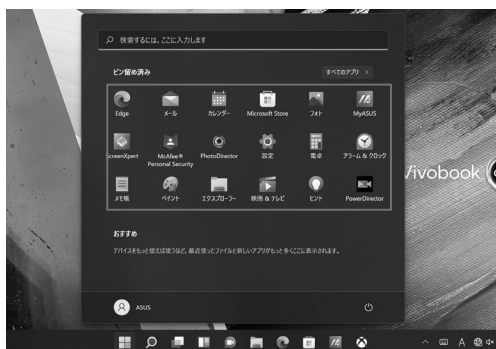 検索するには、ここに入力します
ピン留め済み
すべてのアプリ >
Edge
メール
カレンダー
Microsoft Store
フォト
MyASUS
ScreenXpert
McAfee®
Personal Security
PhotoDirector
設定
電卓
アラーム & クロック
メモ帳
ペイント
エクスプローラー
映画 & テレビ
ヒント
PowerDirector
Vivobook
おすすめ
デバイスをもっと使えば使うほど、最近使ったファイルと新しいアプリがもっと多くここに表示されます。
ASUS
A